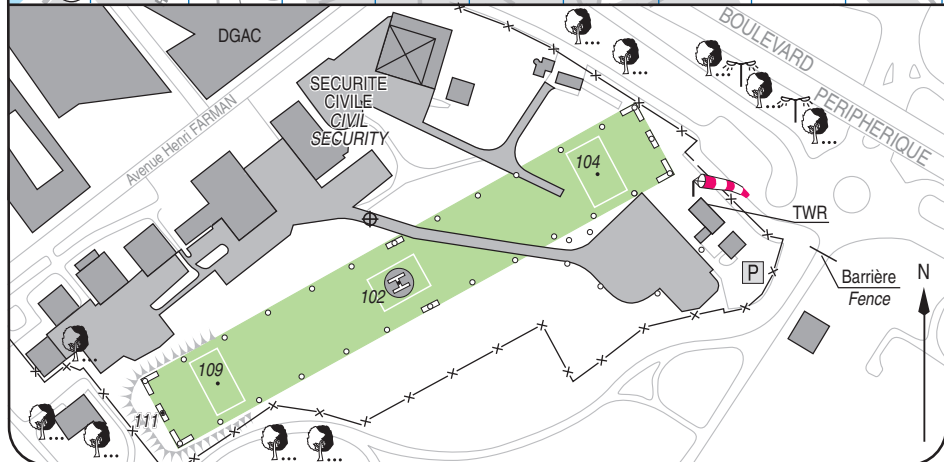 DGAC
BOULEVARD
PERIPHERIQUE
SECURITE
CIVILE
CIVIL
SECURITY
Avenue Henri FARMAN
104
TWR
P
Barrière
Fence
N
102
109
111